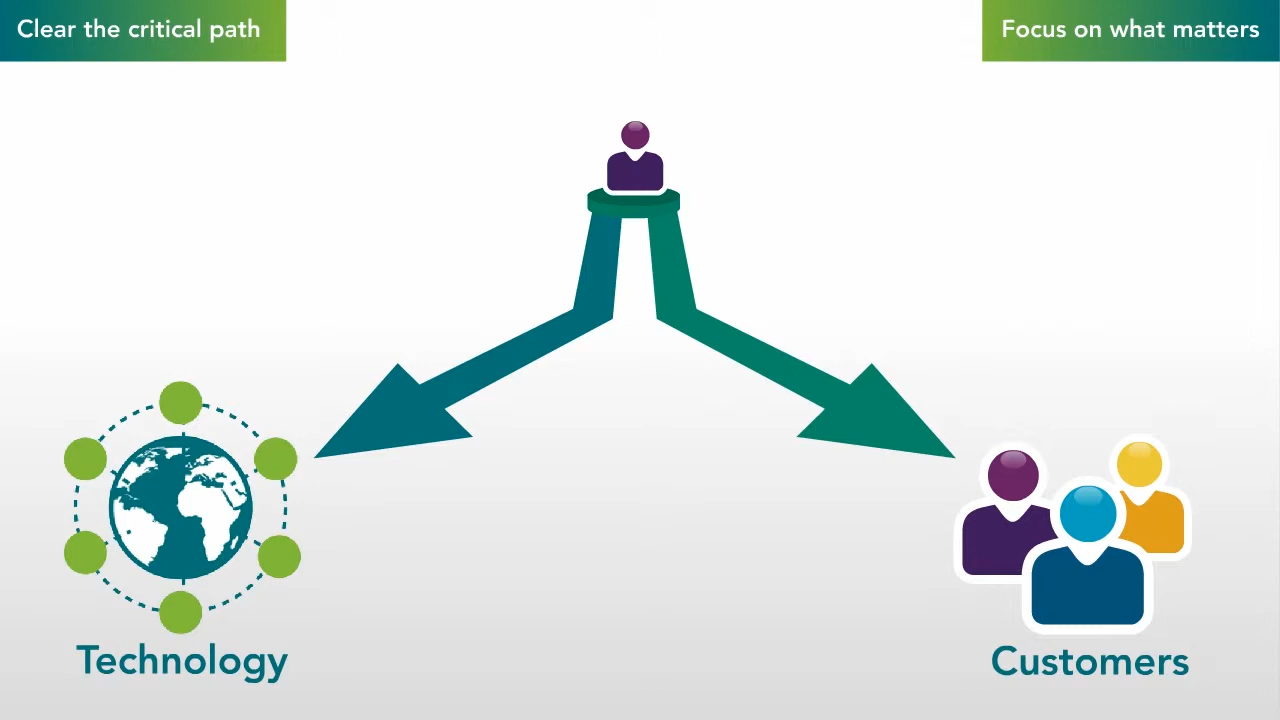 Clear the critical path
Focus on what matters
Technology
Customers